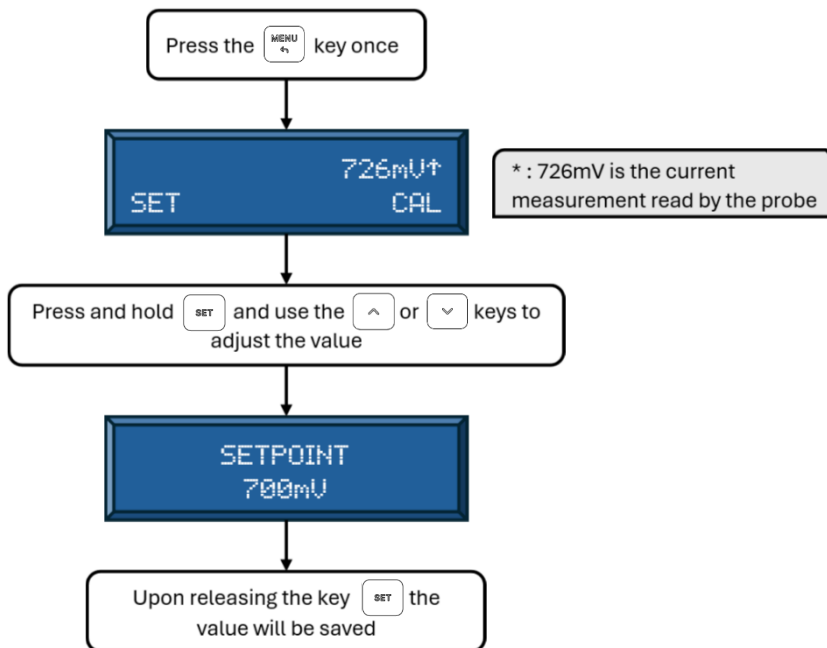 Press the MENU key once
726mV↑
SET CAL
* : 726mV is the current
measurement read by the probe
Press and hold SET and use the or keys to
adjust the value
SETPOINT
700mV
Upon releasing the key SET the
value will be saved